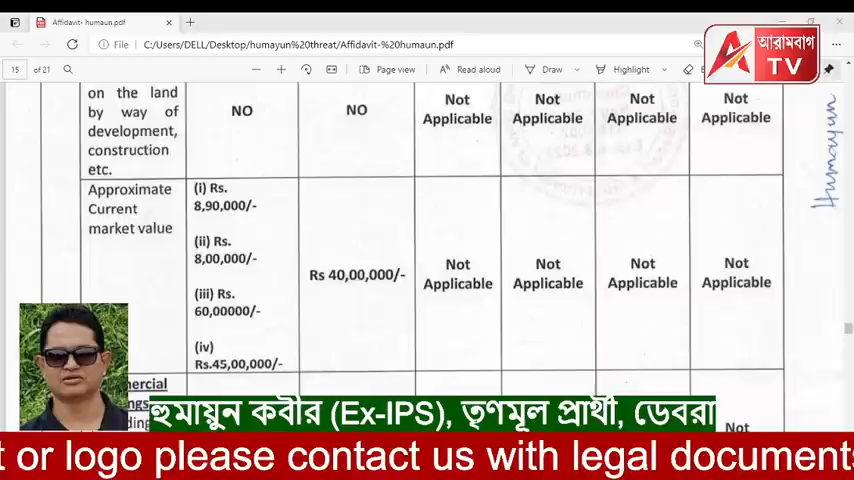 Affidavit- humaun.pdf
File
C:/Users/DELL/Desktop/humayun%20threat/Affidavit-%20humaun.pdf
15 of 21
Page view
Read aloud
Draw
Highlight
আরামবাগ
TV
on the land
by way of
development,
construction
etc.
NO
NO
Not
Applicable
Not
Applicable
Not
Applicable
Not
Applicable
Humayun
Approximate
Current
market value
(i) Rs.
8,90,000/-
(ii) Rs.
8,00,000/-
(iii) Rs.
60,00000/-
(iv)
Rs.45,00,000/-
Rs 40,00,000/-
Not
Applicable
Not
Applicable
Not
Applicable
Not
Applicable
Not
হুমায়ুন কবীর (Ex-IPS), তৃণমূল প্রার্থী, ডেবরা
t or logo please contact us with legal documents